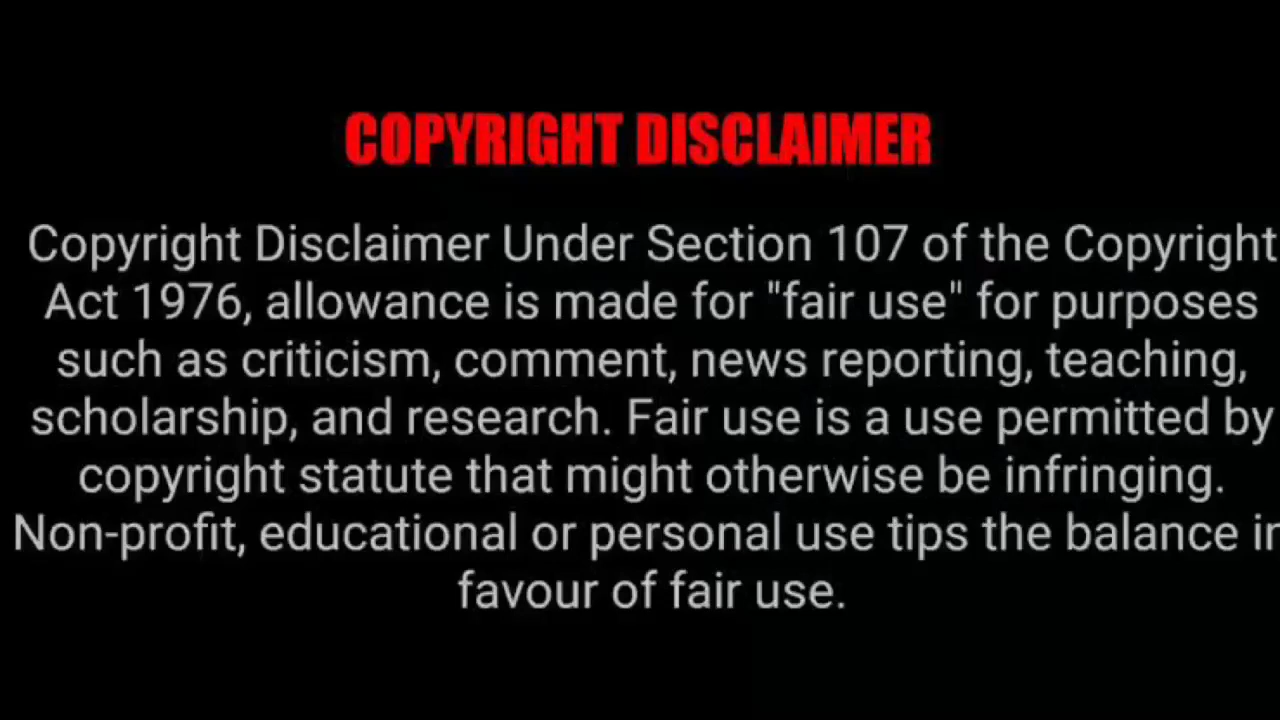 COPYRIGHT DISCLAIMER
Copyright Disclaimer Under Section 107 of the Copyright
Act 1976, allowance is made for "fair use" for purposes
such as criticism, comment, news reporting, teaching,
scholarship, and research. Fair use is a use permitted by
copyright statute that might otherwise be infringing.
Non-profit, educational or personal use tips the balance in
favour of fair use.